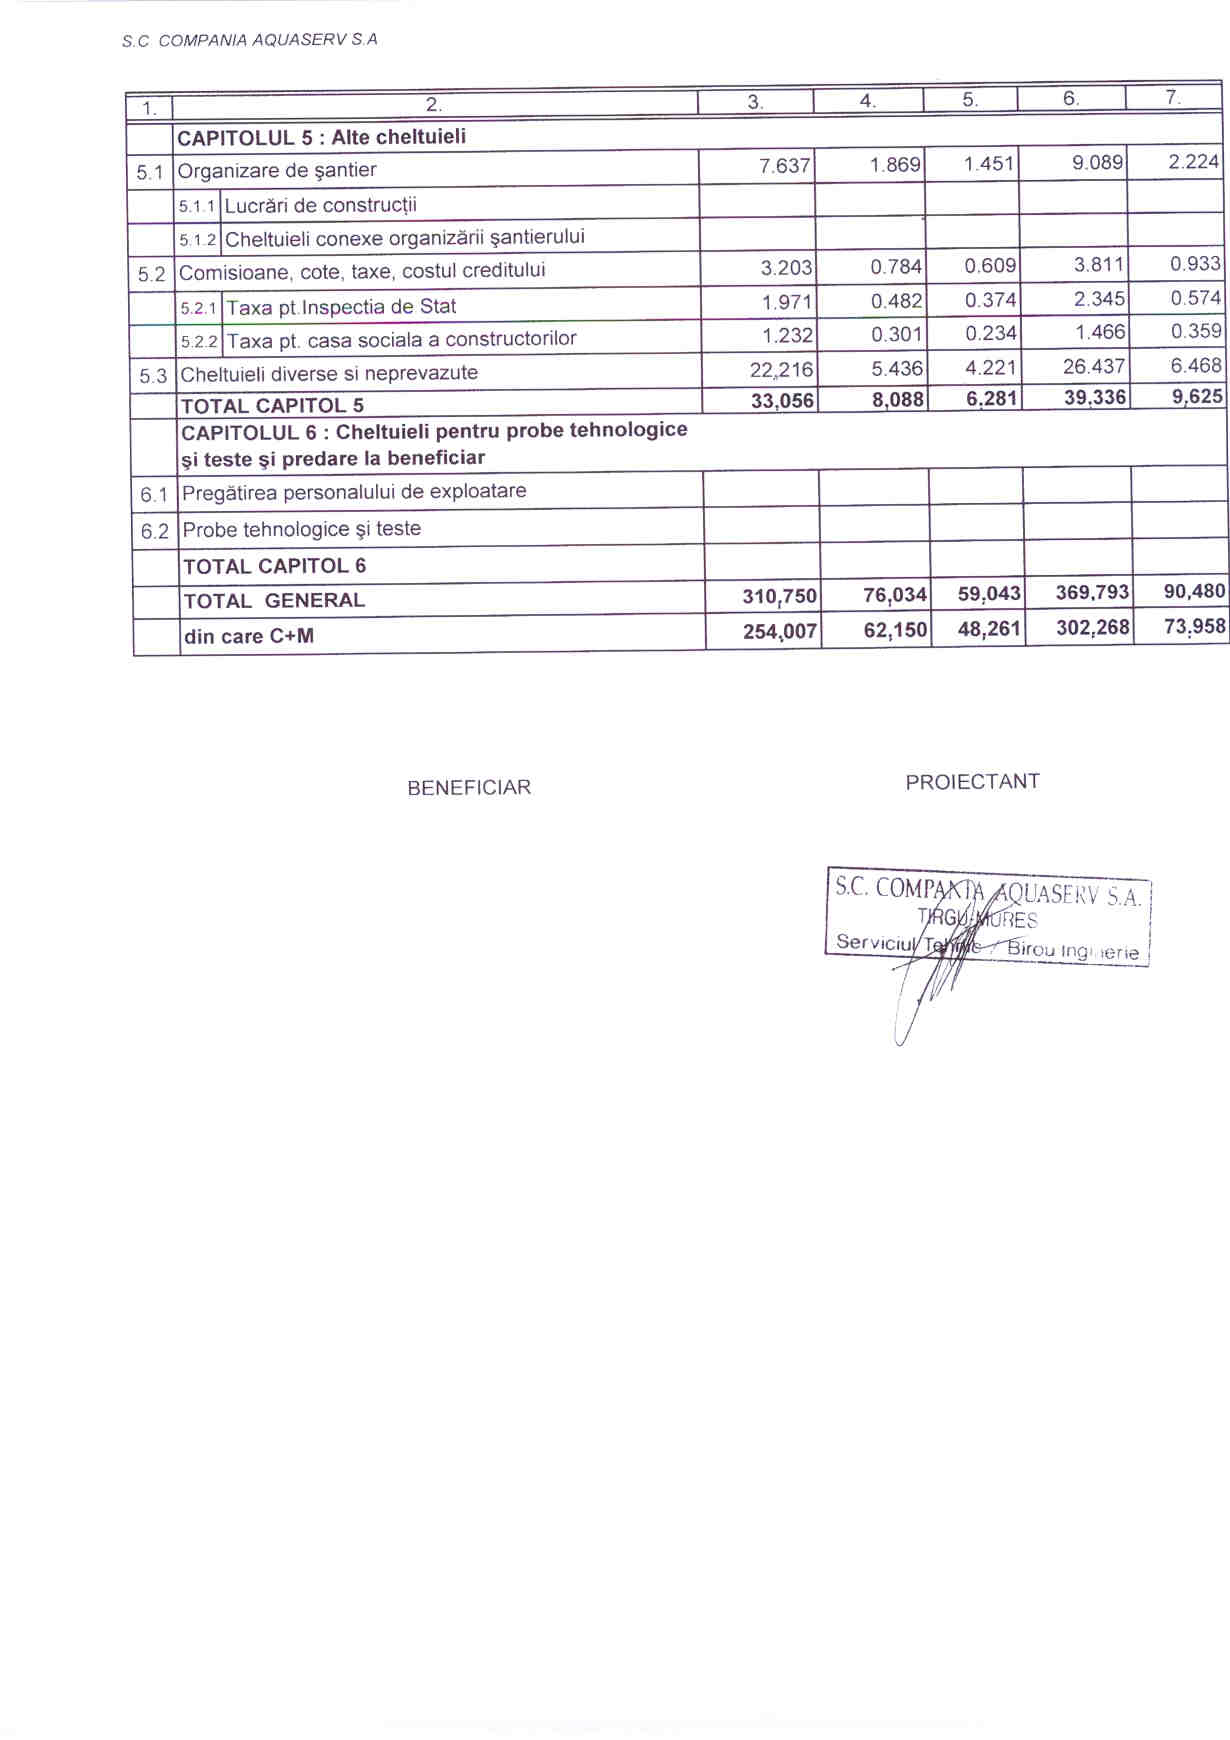 S.C COMPANIA AQUASERV S.A
1. 2. 3. 4. 5. 6. 7.
CAPITOLUL 5 : Alte cheltuieli
5.1 Organizare de şantier 7.637 1.869 1.451 9.089 2.224
5.1.1 Lucrări de construcţii
5.1.2 Cheltuieli conexe organizării şantierului
5.2 Comisioane, cote, taxe, costul creditului 3.203 0.784 0.609 3.811 0.933
5.2.1 Taxa pt.Inspectia de Stat 1.971 0.482 0.374 2.345 0.574
5.2.2 Taxa pt. casa sociala a constructorilor 1.232 0.301 0.234 1.466 0.359
5.3 Cheltuieli diverse si neprevazute 22,216 5.436 4.221 26.437 6.468
TOTAL CAPITOL 5 33,056 8,088 6,281 39,336 9,625
CAPITOLUL 6 : Cheltuieli pentru probe tehnologice
şi teste şi predare la beneficiar
6.1 Pregătirea personalului de exploatare
6.2 Probe tehnologice şi teste
TOTAL CAPITOL 6
TOTAL GENERAL 310,750 76,034 59,043 369,793 90,480
din care C+M 254,007 62,150 48,261 302,268 73,958
BENEFICIAR PROIECTANT
S.C. COMPANIA AQUASERV S.A.
TIRGU-MURES
Serviciul Tehnic / Birou